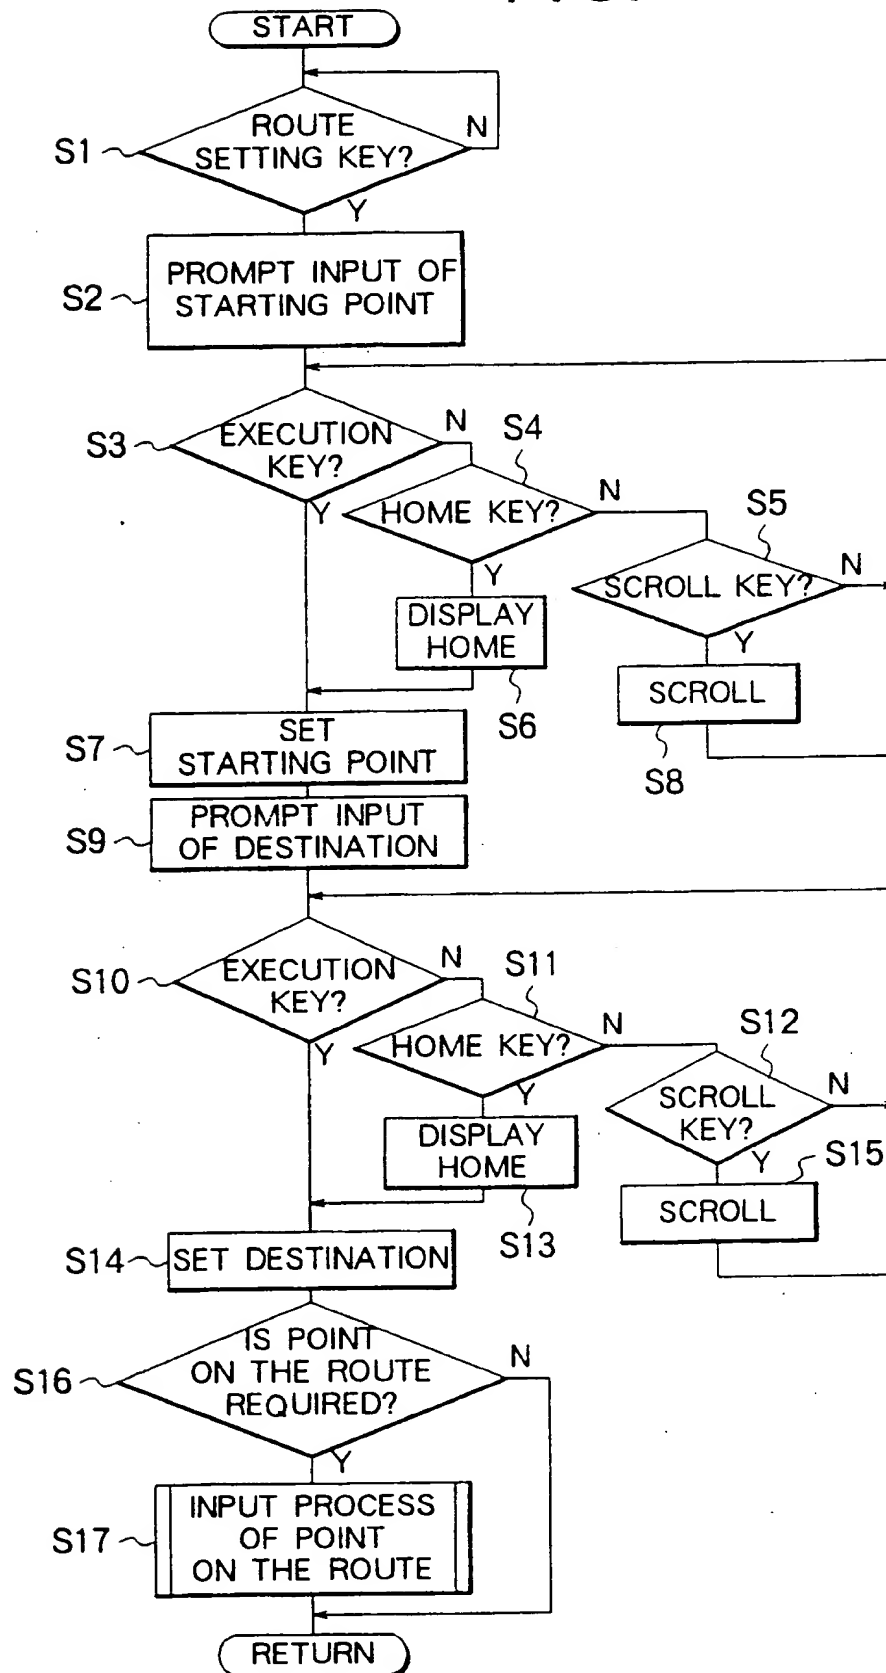 START
ROUTE
SETTING KEY?
N
S1
Y
PROMPT INPUT OF
STARTING POINT
S2
EXECUTION
KEY?
N
S3
Y
S4
HOME KEY?
N
Y
S5
SCROLL KEY?
N
Y
DISPLAY
HOME
S6
SCROLL
S8
SET
STARTING POINT
S7
PROMPT INPUT
OF DESTINATION
S9
EXECUTION
KEY?
N
S10
Y
S11
HOME KEY?
N
Y
S12
SCROLL
KEY?
N
Y
DISPLAY
HOME
S13
S15
SCROLL
S14
SET DESTINATION
IS POINT
ON THE ROUTE
REQUIRED?
N
S16
Y
INPUT PROCESS
OF POINT
ON THE ROUTE
S17
RETURN